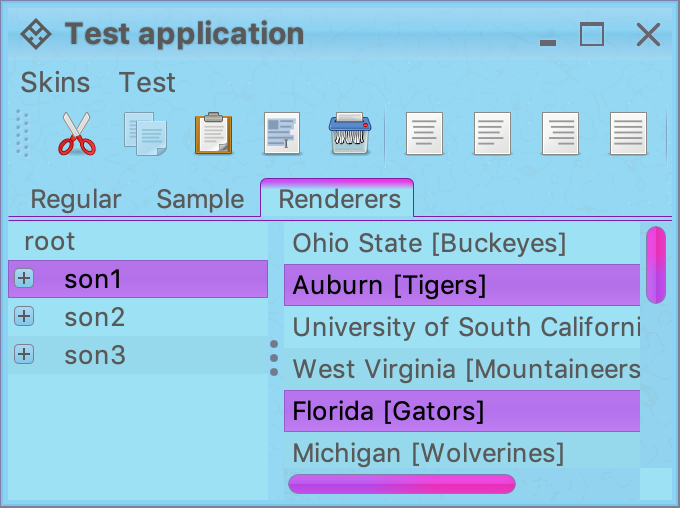 Test application
Skins Test
Regular Sample Renderers
root
son1
son2
son3
Ohio State [Buckeyes]
Auburn [Tigers]
University of South Californi
West Virginia [Mountaineers
Florida [Gators]
Michigan [Wolverines]